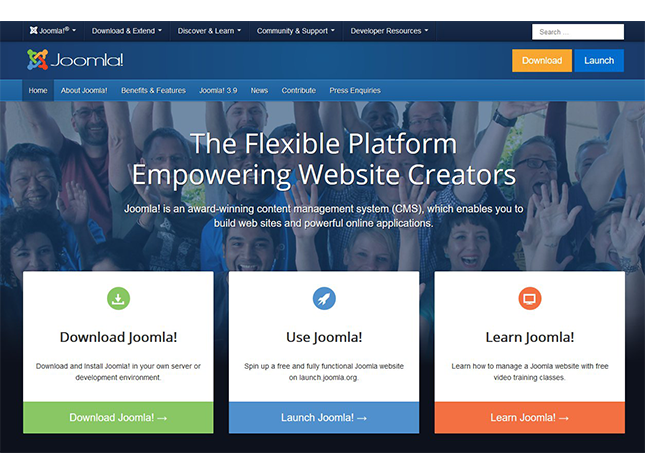 Joomla!® Download & Extend Discover & Learn Community & Support Developer Resources Search ...
Joomla! Download Launch
Home About Joomla! Benefits & Features Joomla! 3.9 News Contribute Press Enquiries
The Flexible Platform
Empowering Website Creators
Joomla! is an award-winning content management system (CMS), which enables you to
build web sites and powerful online applications.
Download Joomla!
Download and Install Joomla! in your own server or
development environment.
Download Joomla! →
Use Joomla!
Spin up a free and fully functional Joomla website
on launch.joomla.org.
Launch Joomla! →
Learn Joomla!
Learn how to manage a Joomla website with free
video training classes.
Learn Joomla! →